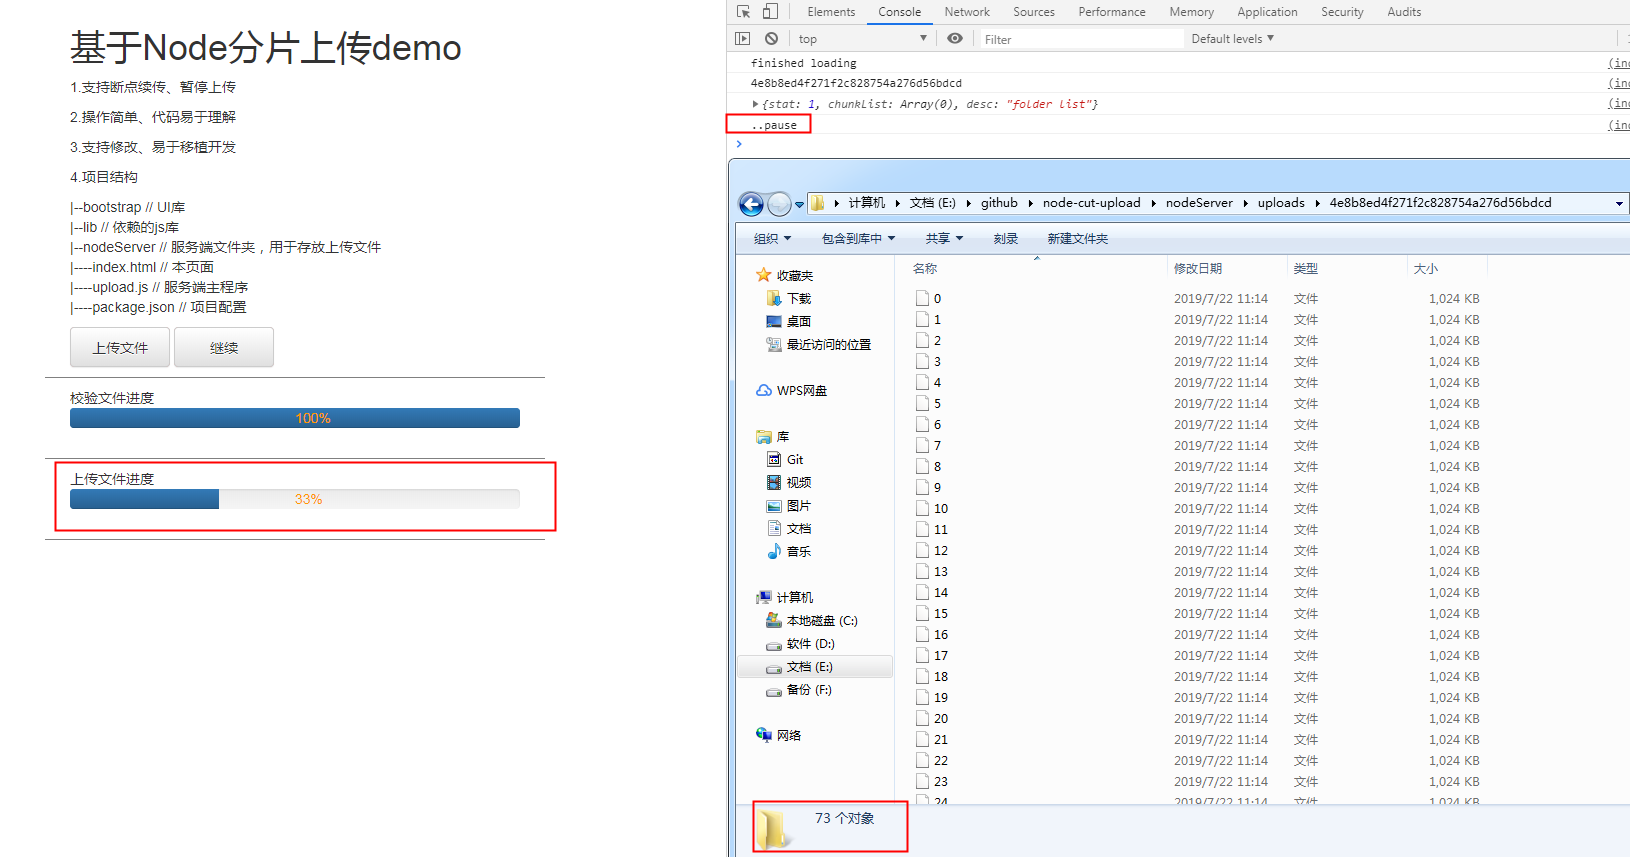 基于Node分片上传demo
1.支持断点续传、暂停上传
2.操作简单、代码易于理解
3.支持修改、易于移植开发
4.项目结构
|--bootstrap // UI库
|--lib // 依赖的js库
|--nodeServer // 服务端文件夹，用于存放上传文件
|----index.html // 本页面
|----upload.js // 服务端主程序
|----package.json // 项目配置
上传文件 继续
校验文件进度
100%
上传文件进度
33%
Elements Console Network Sources Performance Memory Application Security Audits
top Filter Default levels
finished loading (ind
4e8b8ed4f271f2c828754a276d56bdcd (ind
{stat: 1, chunkList: Array(0), desc: "folder list"} (ind
..pause (ind
计算机 文档 (E:) github node-cut-upload nodeServer uploads 4e8b8ed4f271f2c828754a276d56bdcd
组织 包含到库中 共享 刻录 新建文件夹
收藏夹
下载
桌面
最近访问的位置
WPS网盘
库
Git
视频
图片
文档
音乐
计算机
本地磁盘 (C:)
软件 (D:)
文档 (E:)
备份 (F:)
网络
名称 修改日期 类型 大小
0 2019/7/22 11:14 文件 1,024 KB
1 2019/7/22 11:14 文件 1,024 KB
2 2019/7/22 11:14 文件 1,024 KB
3 2019/7/22 11:14 文件 1,024 KB
4 2019/7/22 11:14 文件 1,024 KB
5 2019/7/22 11:14 文件 1,024 KB
6 2019/7/22 11:14 文件 1,024 KB
7 2019/7/22 11:14 文件 1,024 KB
8 2019/7/22 11:14 文件 1,024 KB
9 2019/7/22 11:14 文件 1,024 KB
10 2019/7/22 11:14 文件 1,024 KB
11 2019/7/22 11:14 文件 1,024 KB
12 2019/7/22 11:14 文件 1,024 KB
13 2019/7/22 11:14 文件 1,024 KB
14 2019/7/22 11:14 文件 1,024 KB
15 2019/7/22 11:14 文件 1,024 KB
16 2019/7/22 11:14 文件 1,024 KB
17 2019/7/22 11:14 文件 1,024 KB
18 2019/7/22 11:14 文件 1,024 KB
19 2019/7/22 11:14 文件 1,024 KB
20 2019/7/22 11:14 文件 1,024 KB
21 2019/7/22 11:14 文件 1,024 KB
22 2019/7/22 11:14 文件 1,024 KB
23 2019/7/22 11:14 文件 1,024 KB
24 2019/7/22 11:14 文件 1,024 KB
73 个对象